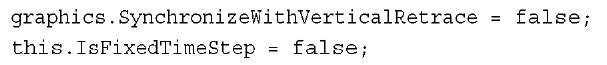 graphics.SynchronizeWithVerticalRetrace = false;
this.IsFixedTimeStep = false;